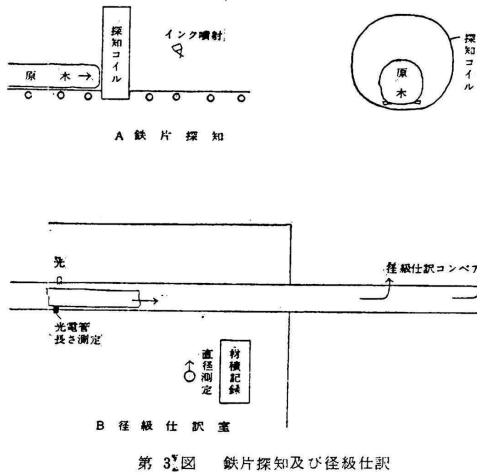 探知コイル
インク噴射
原木→
探知コイル
原木
A 鉄片探知
光
径級仕訳コンベア
光電管
長さ測定
直径測定
材積記録
B 径級仕訳室
第3図 鉄片探知及び径級仕訳